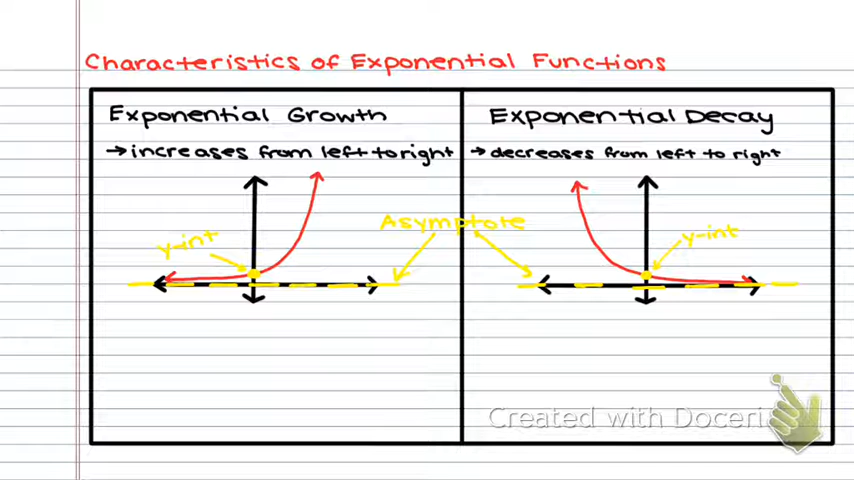 Characteristics of Exponential Functions
Exponential Growth
→increases from left to right
y-int
Asymptote
Exponential Decay
→decreases from left to right
y-int
Created with Doceri